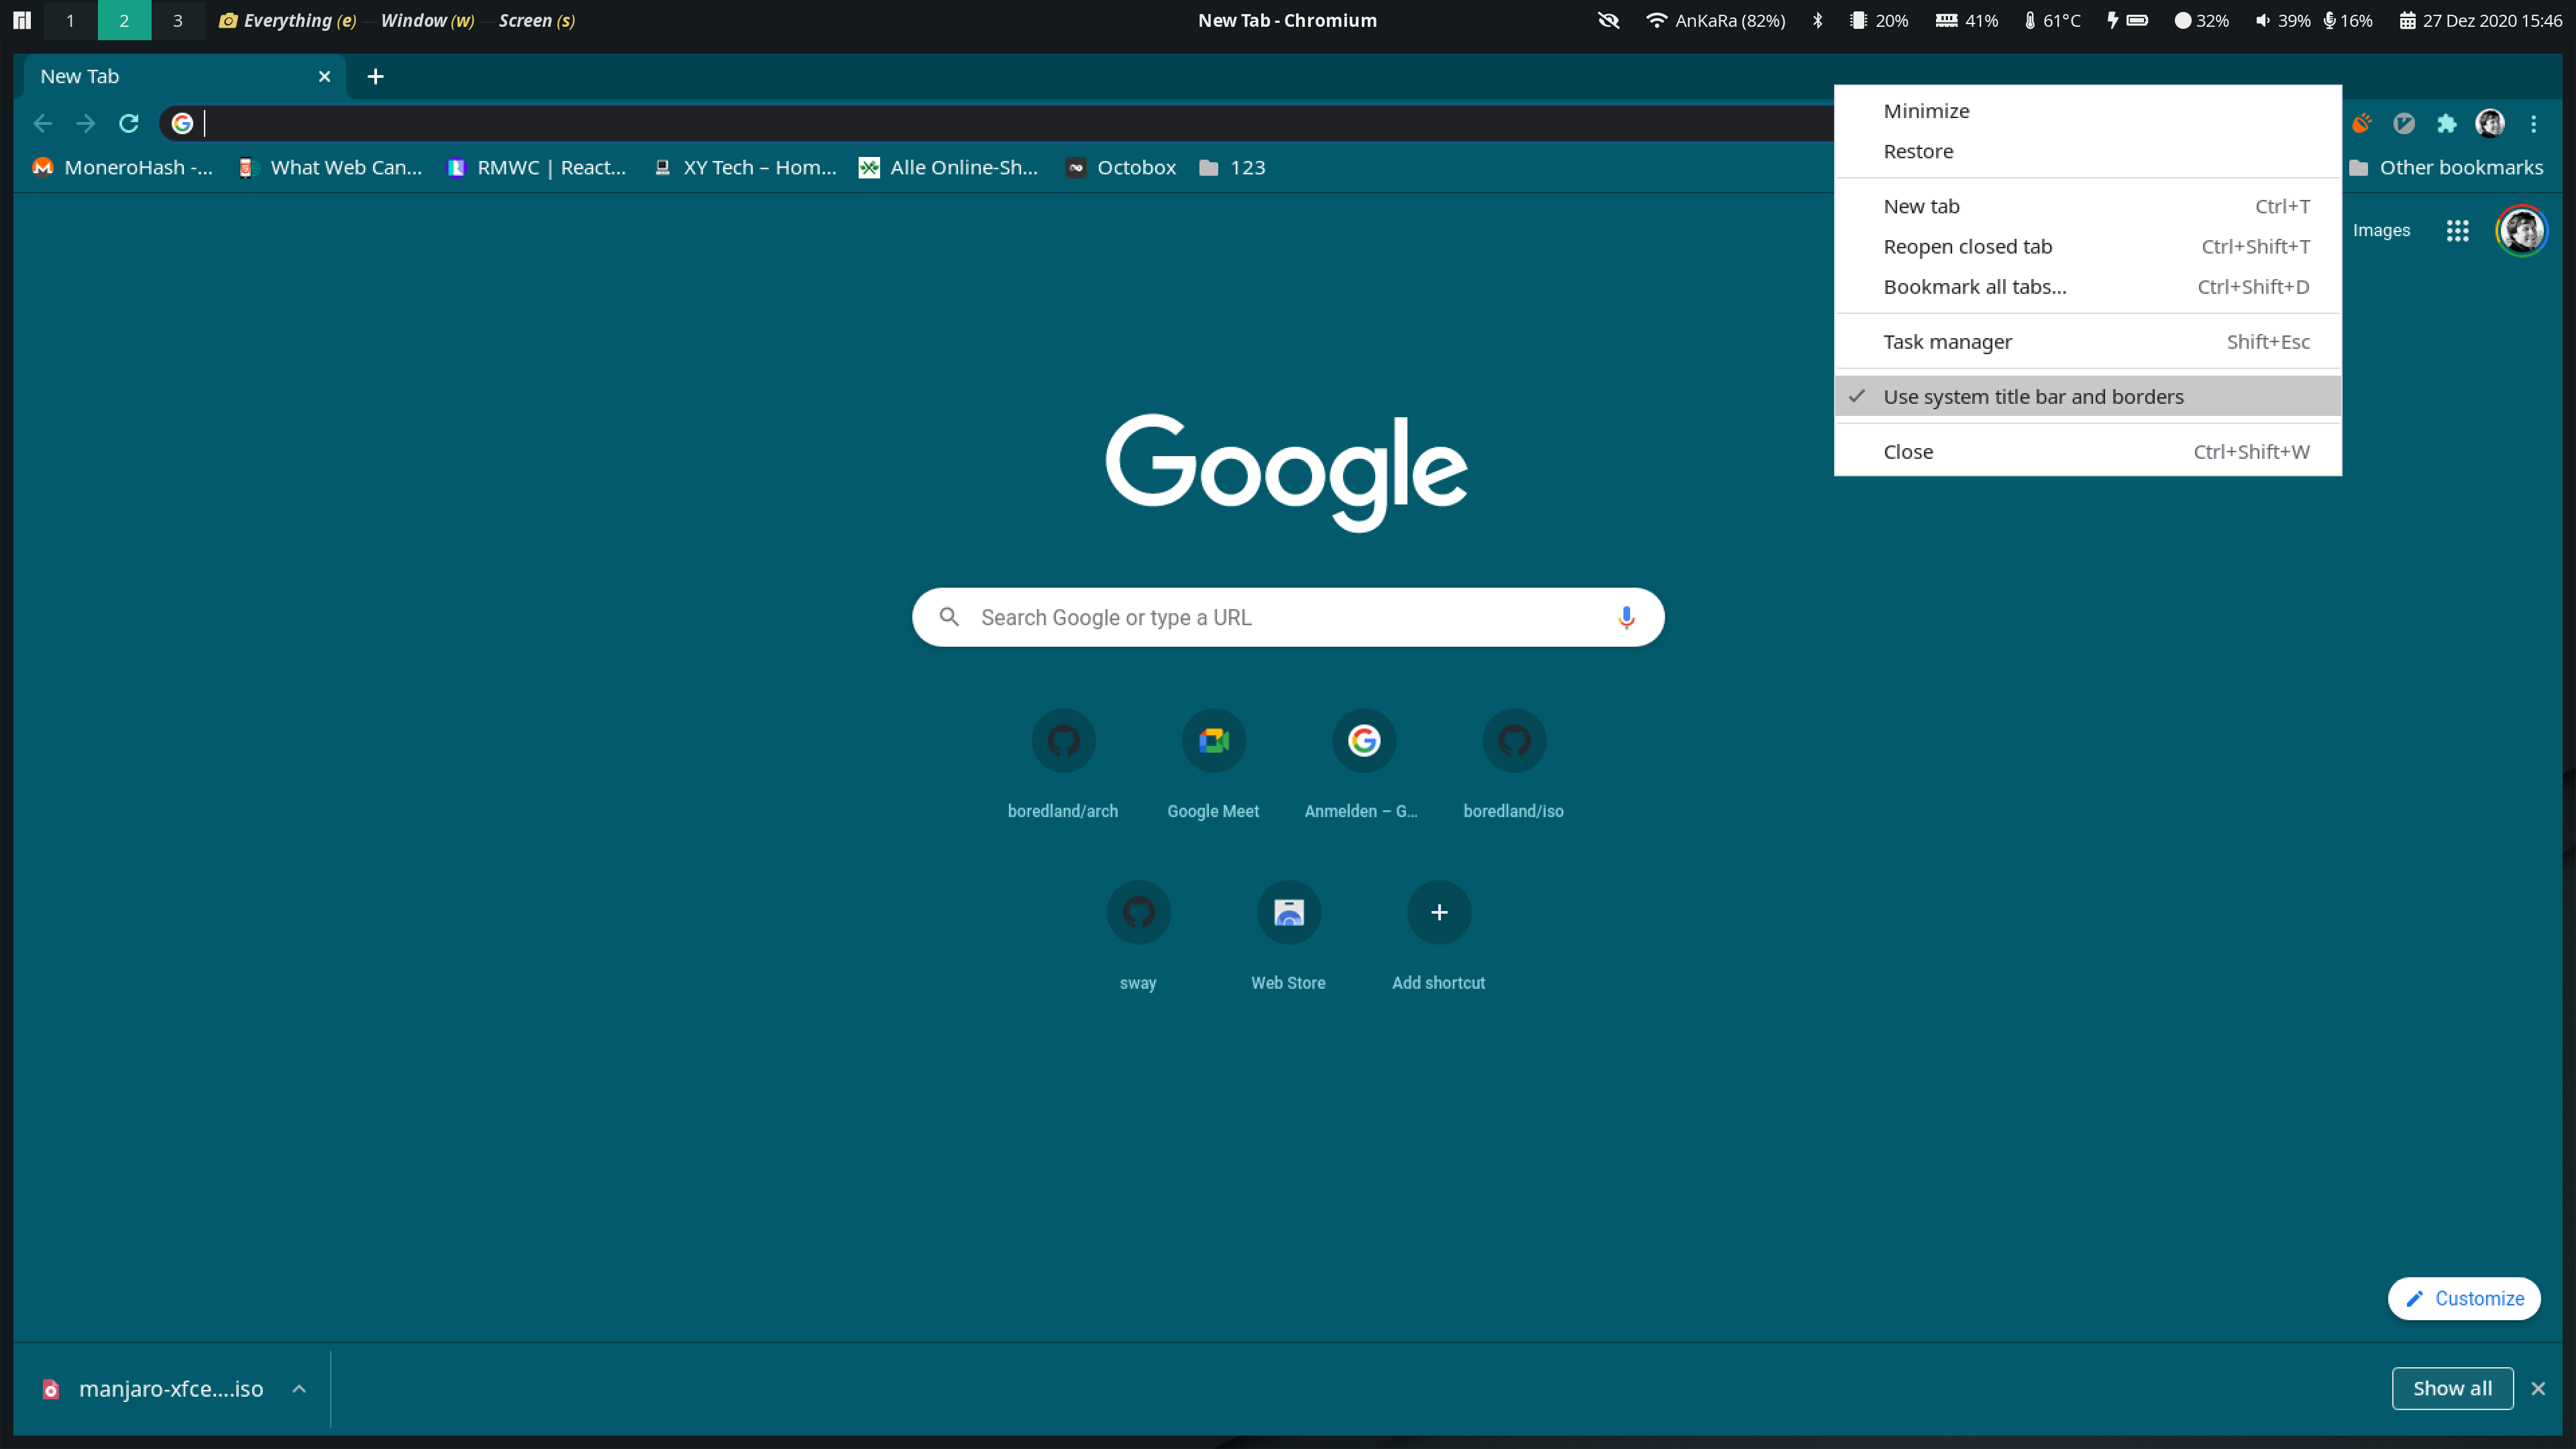 1 2 3 Everything (e) — Window (w) — Screen (s) New Tab - Chromium AnKaRa (82%) 20% 41% 61°C 32% 39% 16% 27 Dez 2020 15:46
New Tab
MoneroHash -... What Web Can... RMWC | React... XY Tech – Hom... Alle Online-Sh... Octobox 123 Other bookmarks
Images
Minimize
Restore
New tab Ctrl+T
Reopen closed tab Ctrl+Shift+T
Bookmark all tabs... Ctrl+Shift+D
Task manager Shift+Esc
Use system title bar and borders
Close Ctrl+Shift+W
Google
Search Google or type a URL
boredland/arch Google Meet Anmelden – G... boredland/iso
sway Web Store Add shortcut
Customize
manjaro-xfce....iso Show all